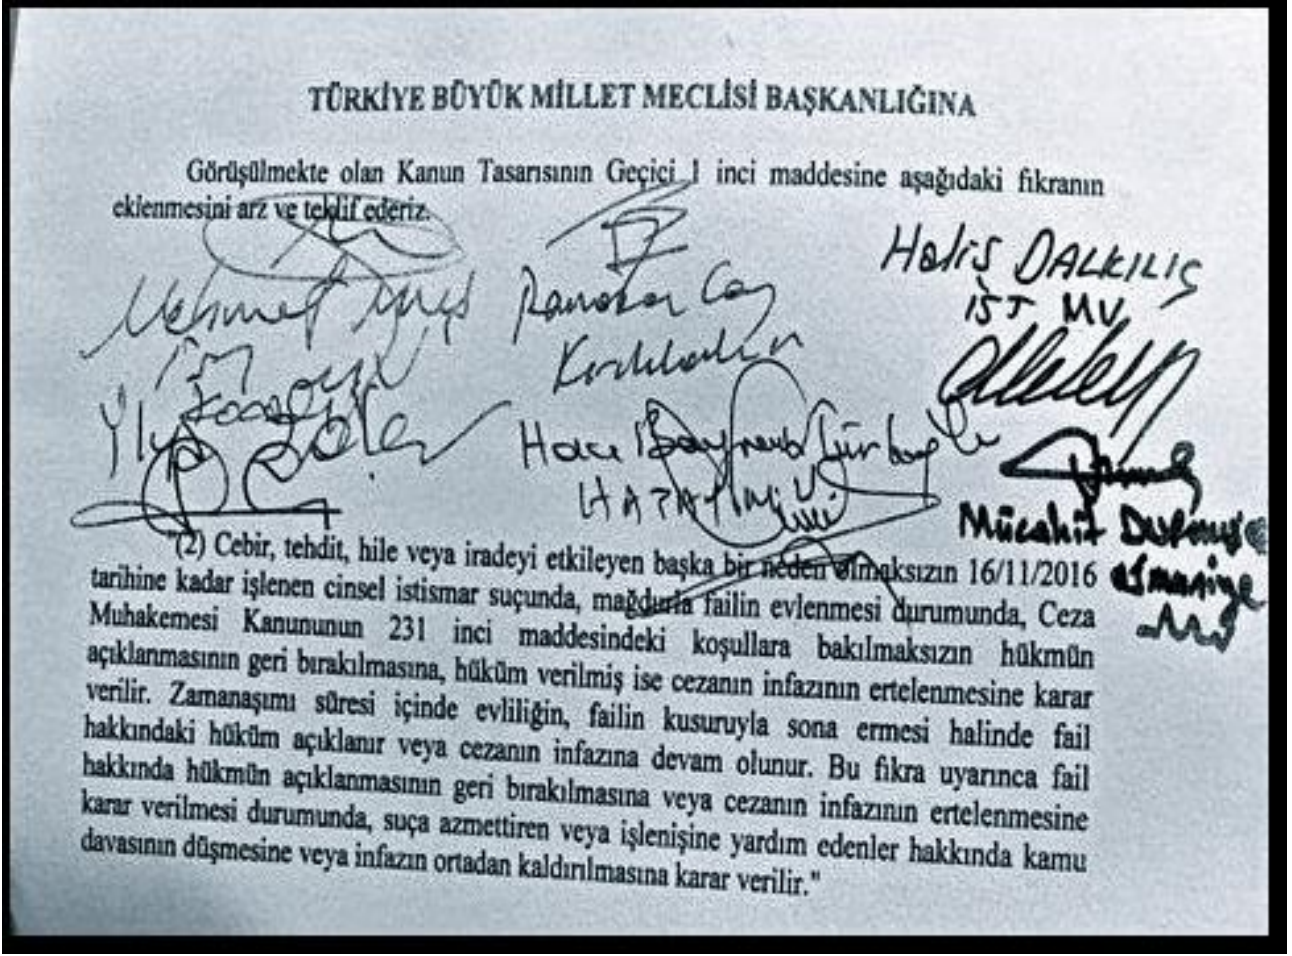 TÜRKİYE BÜYÜK MİLLET MECLİSİ BAŞKANLIĞINA
Görüşülmekte olan Kanun Tasarısının Geçici 1 inci maddesine aşağıdaki fıkranın
eklenmesini arz ve teklif ederiz.
Halis DALKILIÇ
İST MV
Mehmet
Ramazan Can
Kırıkkale
İlyas Şeker
Kocaeli
Hacı Bayram Türkoğlu
HATAY
Mücahit Durmuşoğlu
Osmaniye
"(2) Cebir, tehdit, hile veya iradeyi etkileyen başka bir neden olmaksızın 16/11/2016
tarihine kadar işlenen cinsel istismar suçunda, mağdurla failin evlenmesi durumunda, Ceza
Muhakemesi Kanununun 231 inci maddesindeki koşullara bakılmaksızın hükmün
açıklanmasının geri bırakılmasına, hüküm verilmiş ise cezanın infazının ertelenmesine karar
verilir. Zamanaşımı süresi içinde evliliğin, failin kusuruyla sona ermesi halinde fail
hakkındaki hüküm açıklanır veya cezanın infazına devam olunur. Bu fıkra uyarınca fail
hakkında hükmün açıklanmasının geri bırakılmasına veya cezanın infazının ertelenmesine
karar verilmesi durumunda, suça azmettiren veya işlenişine yardım edenler hakkında kamu
davasının düşmesine veya infazın ortadan kaldırılmasına karar verilir."